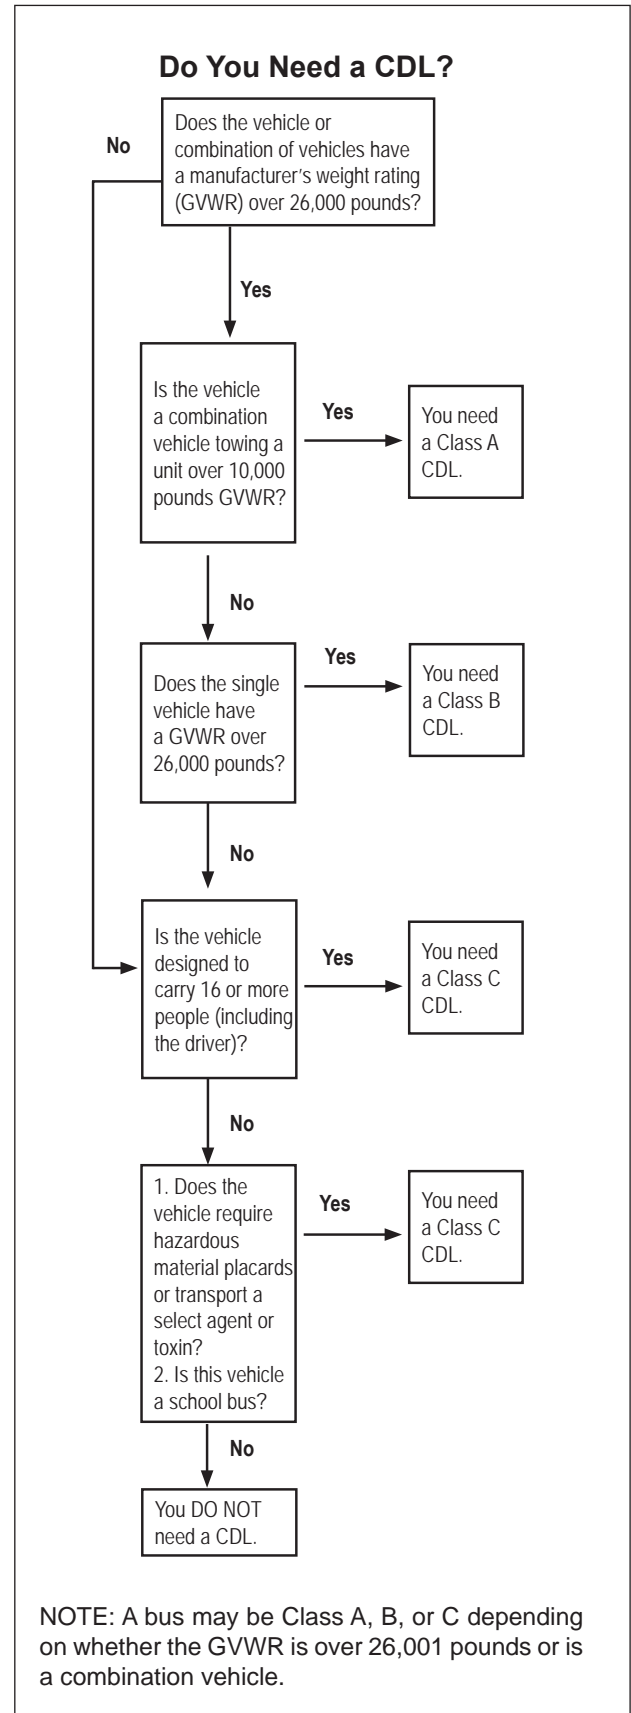 Do You Need a CDL?
Does the vehicle or
combination of vehicles have
a manufacturer's weight rating
(GVWR) over 26,000 pounds?
No
Yes
Is the vehicle
a combination
vehicle towing a
unit over 10,000
pounds GVWR?
Yes
You need
a Class A
CDL.
No
Does the single
vehicle have
a GVWR over
26,000 pounds?
Yes
You need
a Class B
CDL.
No
Is the vehicle
designed to
carry 16 or more
people (including
the driver)?
Yes
You need
a Class C
CDL.
No
1. Does the
vehicle require
hazardous
material placards
or transport a
select agent or
toxin?
2. Is this vehicle
a school bus?
Yes
You need
a Class C
CDL.
No
You DO NOT
need a CDL.
NOTE: A bus may be Class A, B, or C depending
on whether the GVWR is over 26,001 pounds or is
a combination vehicle.